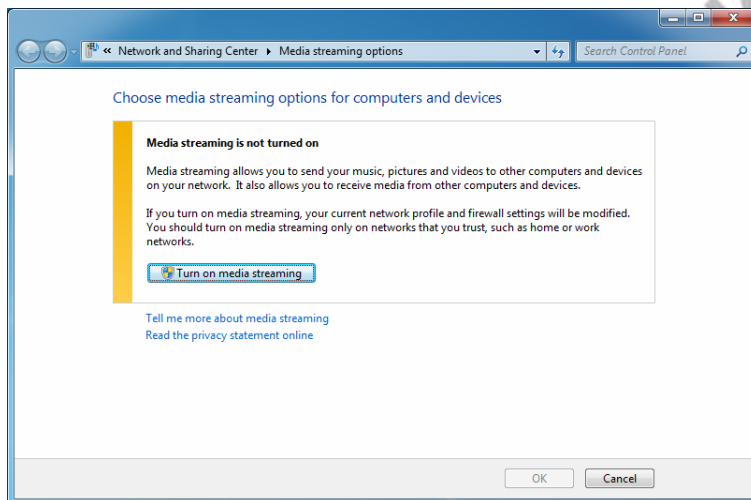 « Network and Sharing Center ▸ Media streaming options
Search Control Panel
Choose media streaming options for computers and devices
Media streaming is not turned on
Media streaming allows you to send your music, pictures and videos to other computers and devices
on your network. It also allows you to receive media from other computers and devices.
If you turn on media streaming, your current network profile and firewall settings will be modified.
You should turn on media streaming only on networks that you trust, such as home or work
networks.
Turn on media streaming
Tell me more about media streaming
Read the privacy statement online
OK
Cancel